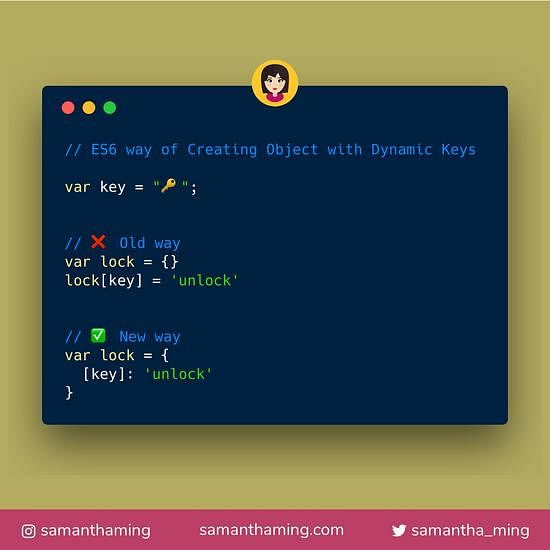 // ES6 way of Creating Object with Dynamic Keys
var key = "🔑";
// ❌ Old way
var lock = {}
lock[key] = 'unlock'
// ✅ New way
var lock = {
  [key]: 'unlock'
}
samanthaming
samanthaming.com
samantha_ming